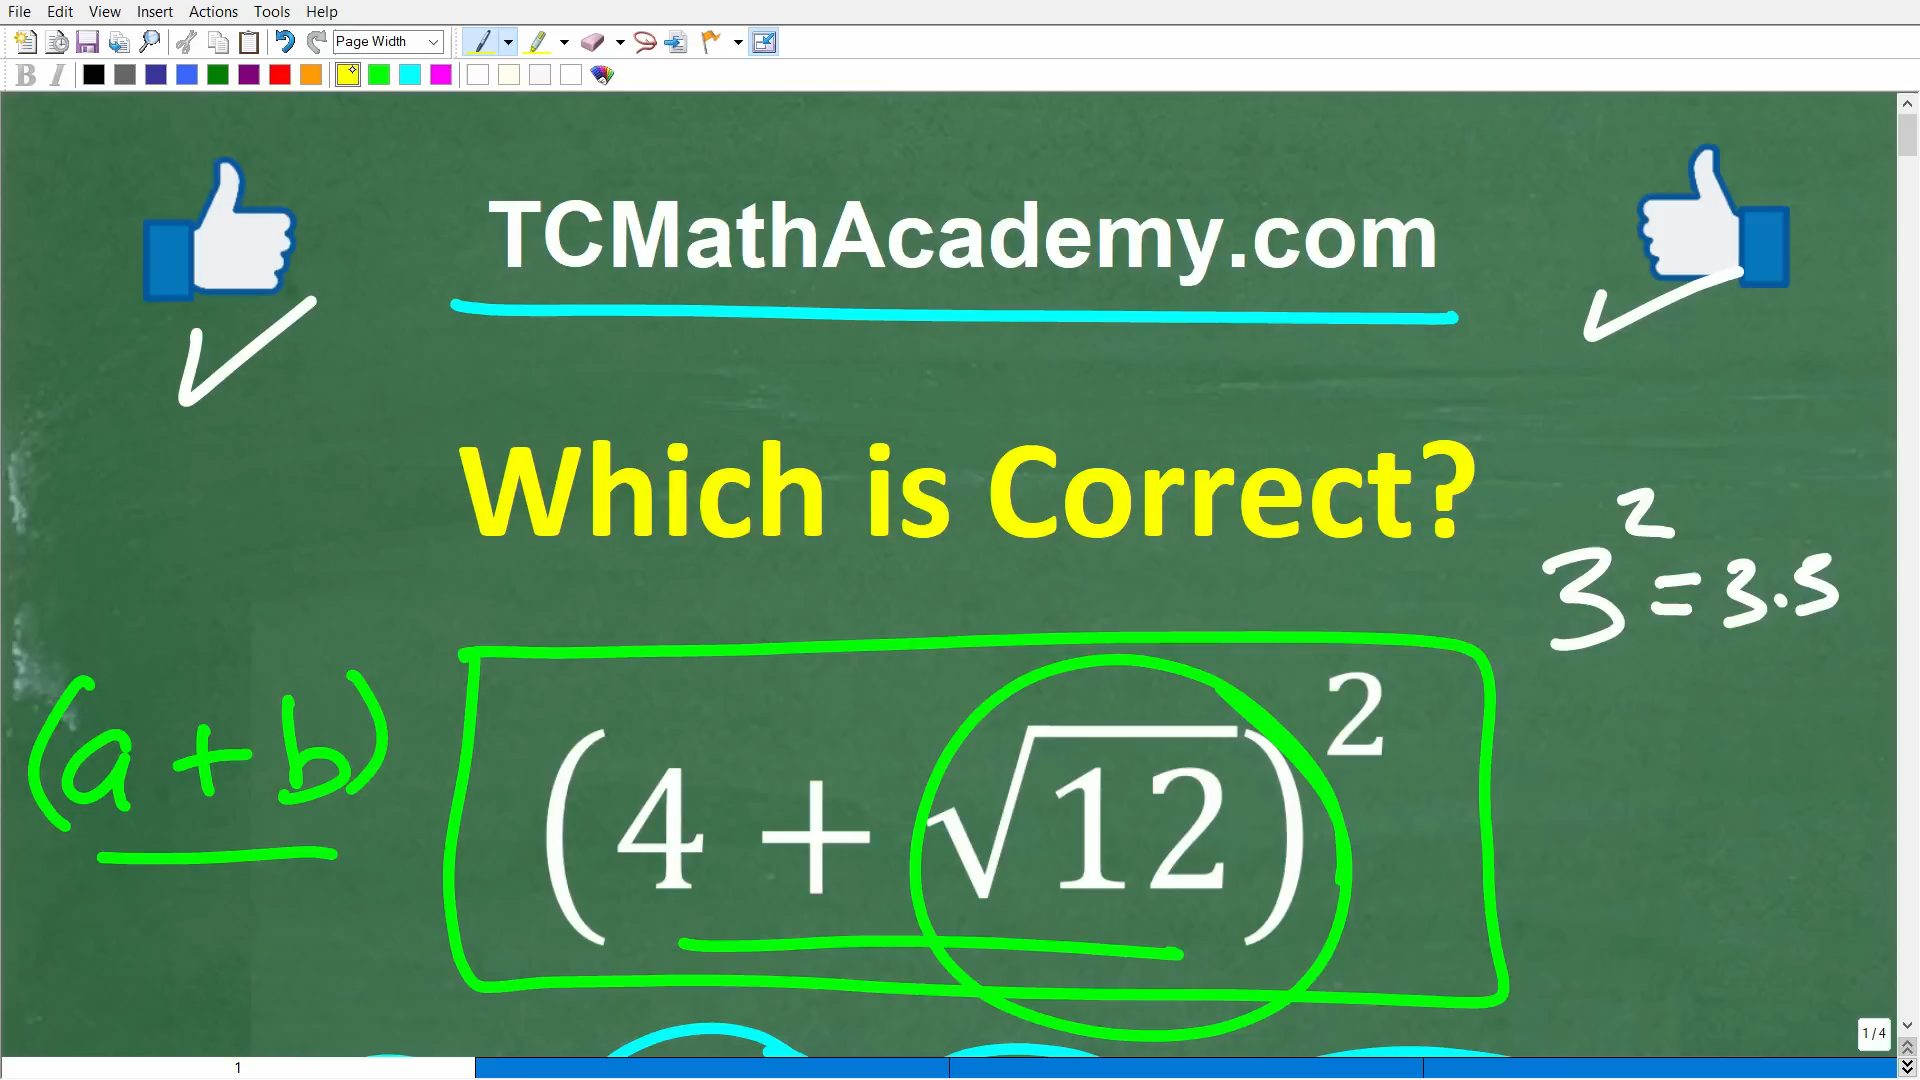 File Edit View Insert Actions Tools Help
Page Width
B I
TCMathAcademy.com
Which is Correct?
3² = 3.3
(a + b)
(4 + √12)²
1 / 4
1